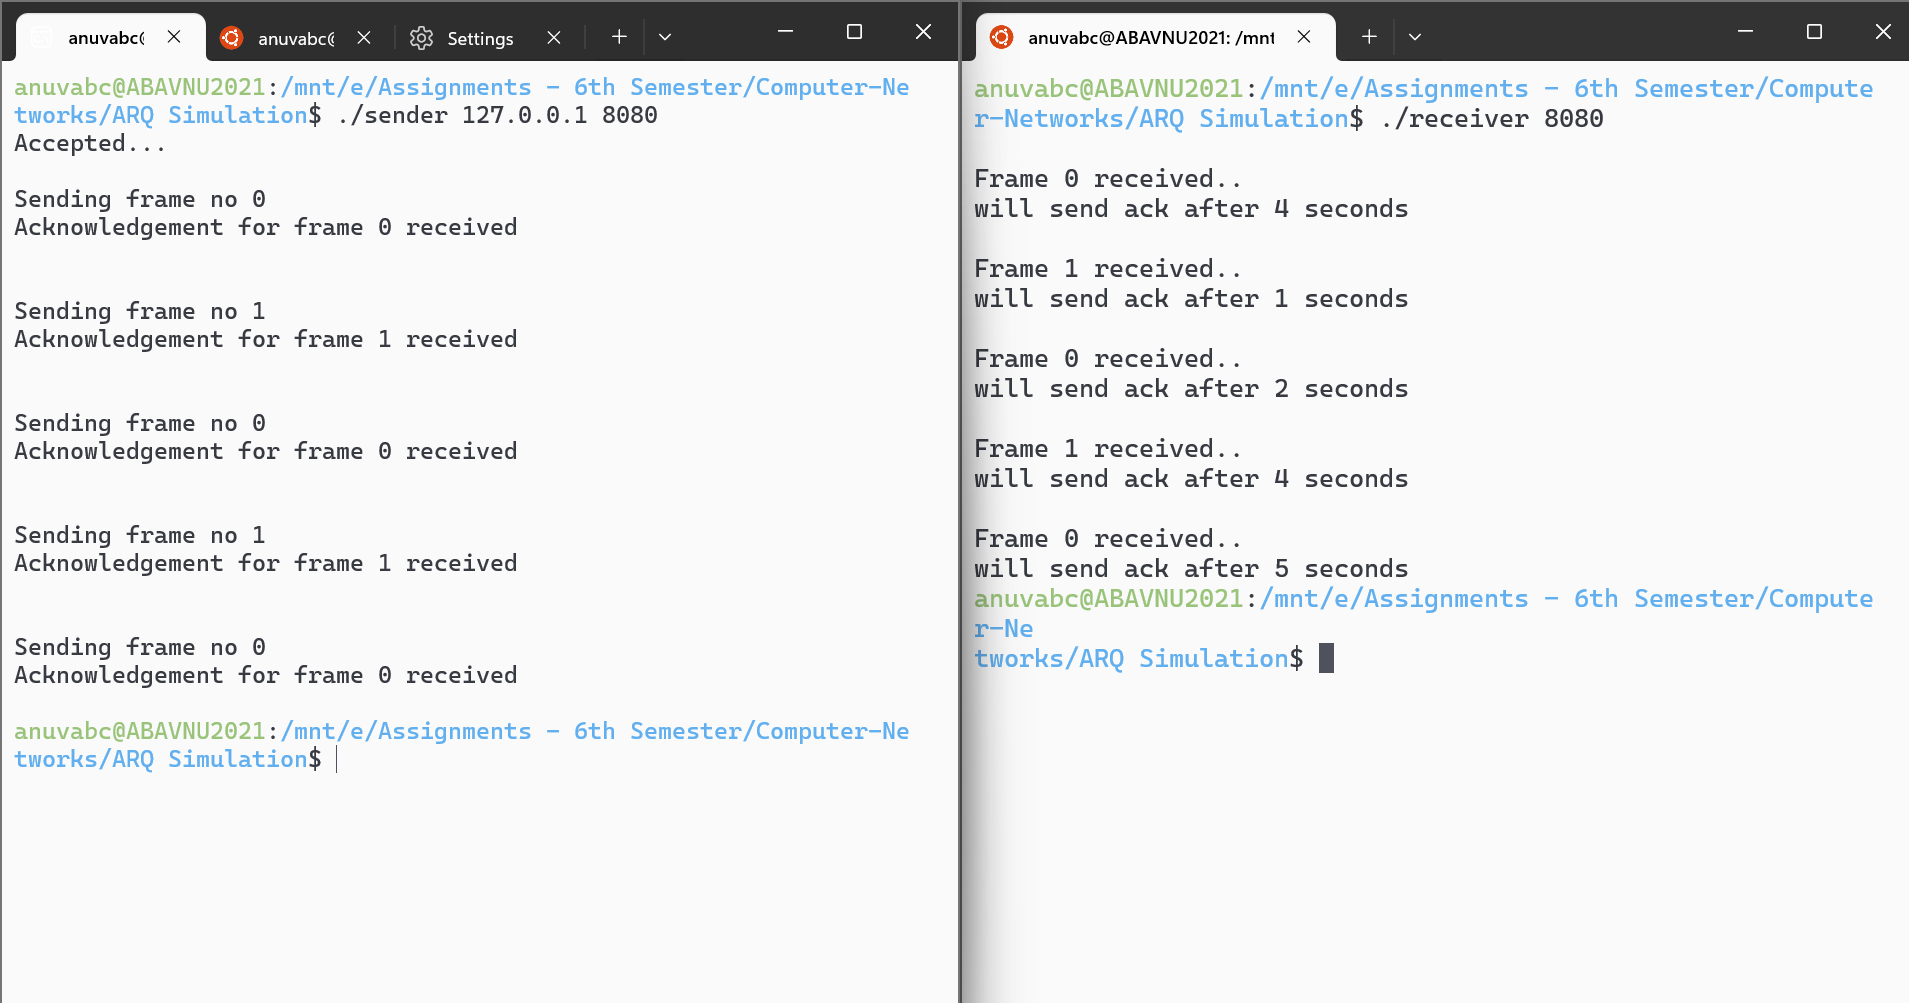 anuvabc@
anuvabc@
Settings
anuvabc@ABAVNU2021:/mnt/e/Assignments - 6th Semester/Computer-Ne
tworks/ARQ Simulation$ ./sender 127.0.0.1 8080
Accepted...
Sending frame no 0
Acknowledgement for frame 0 received
Sending frame no 1
Acknowledgement for frame 1 received
Sending frame no 0
Acknowledgement for frame 0 received
Sending frame no 1
Acknowledgement for frame 1 received
Sending frame no 0
Acknowledgement for frame 0 received
anuvabc@ABAVNU2021:/mnt/e/Assignments - 6th Semester/Computer-Ne
tworks/ARQ Simulation$
anuvabc@ABAVNU2021: /mnt
anuvabc@ABAVNU2021:/mnt/e/Assignments - 6th Semester/Compute
r-Networks/ARQ Simulation$ ./receiver 8080
Frame 0 received..
will send ack after 4 seconds
Frame 1 received..
will send ack after 1 seconds
Frame 0 received..
will send ack after 2 seconds
Frame 1 received..
will send ack after 4 seconds
Frame 0 received..
will send ack after 5 seconds
anuvabc@ABAVNU2021:/mnt/e/Assignments - 6th Semester/Compute
r-Ne
tworks/ARQ Simulation$